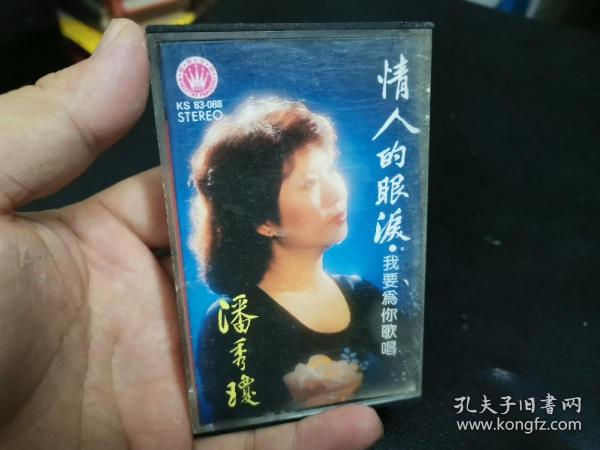 KS 83-088
STEREO
情人的眼淚
•我要為你歌唱
潘秀瓊
孔夫子旧書网
www.kongfz.com